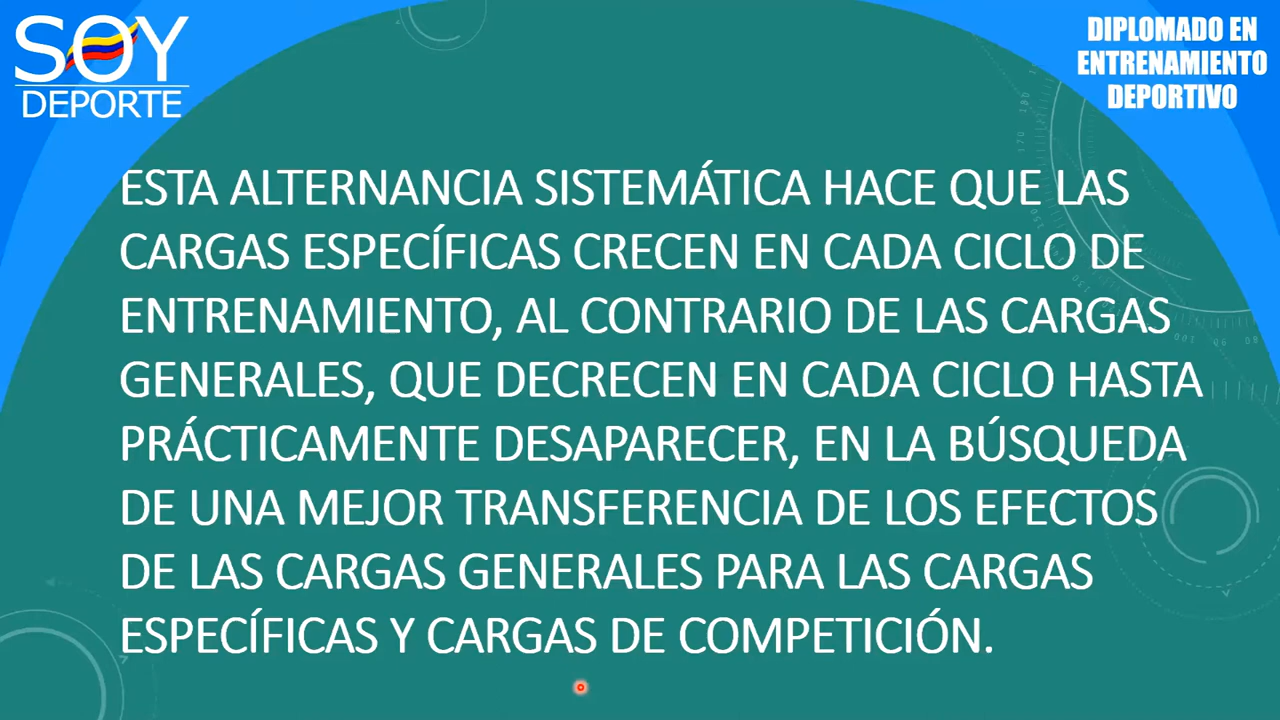 SOY
DEPORTE
DIPLOMADO EN
ENTRENAMIENTO
DEPORTIVO
ESTA ALTERNANCIA SISTEMÁTICA HACE QUE LAS
CARGAS ESPECÍFICAS CRECEN EN CADA CICLO DE
ENTRENAMIENTO, AL CONTRARIO DE LAS CARGAS
GENERALES, QUE DECRECEN EN CADA CICLO HASTA
PRÁCTICAMENTE DESAPARECER, EN LA BÚSQUEDA
DE UNA MEJOR TRANSFERENCIA DE LOS EFECTOS
DE LAS CARGAS GENERALES PARA LAS CARGAS
ESPECÍFICAS Y CARGAS DE COMPETICIÓN.